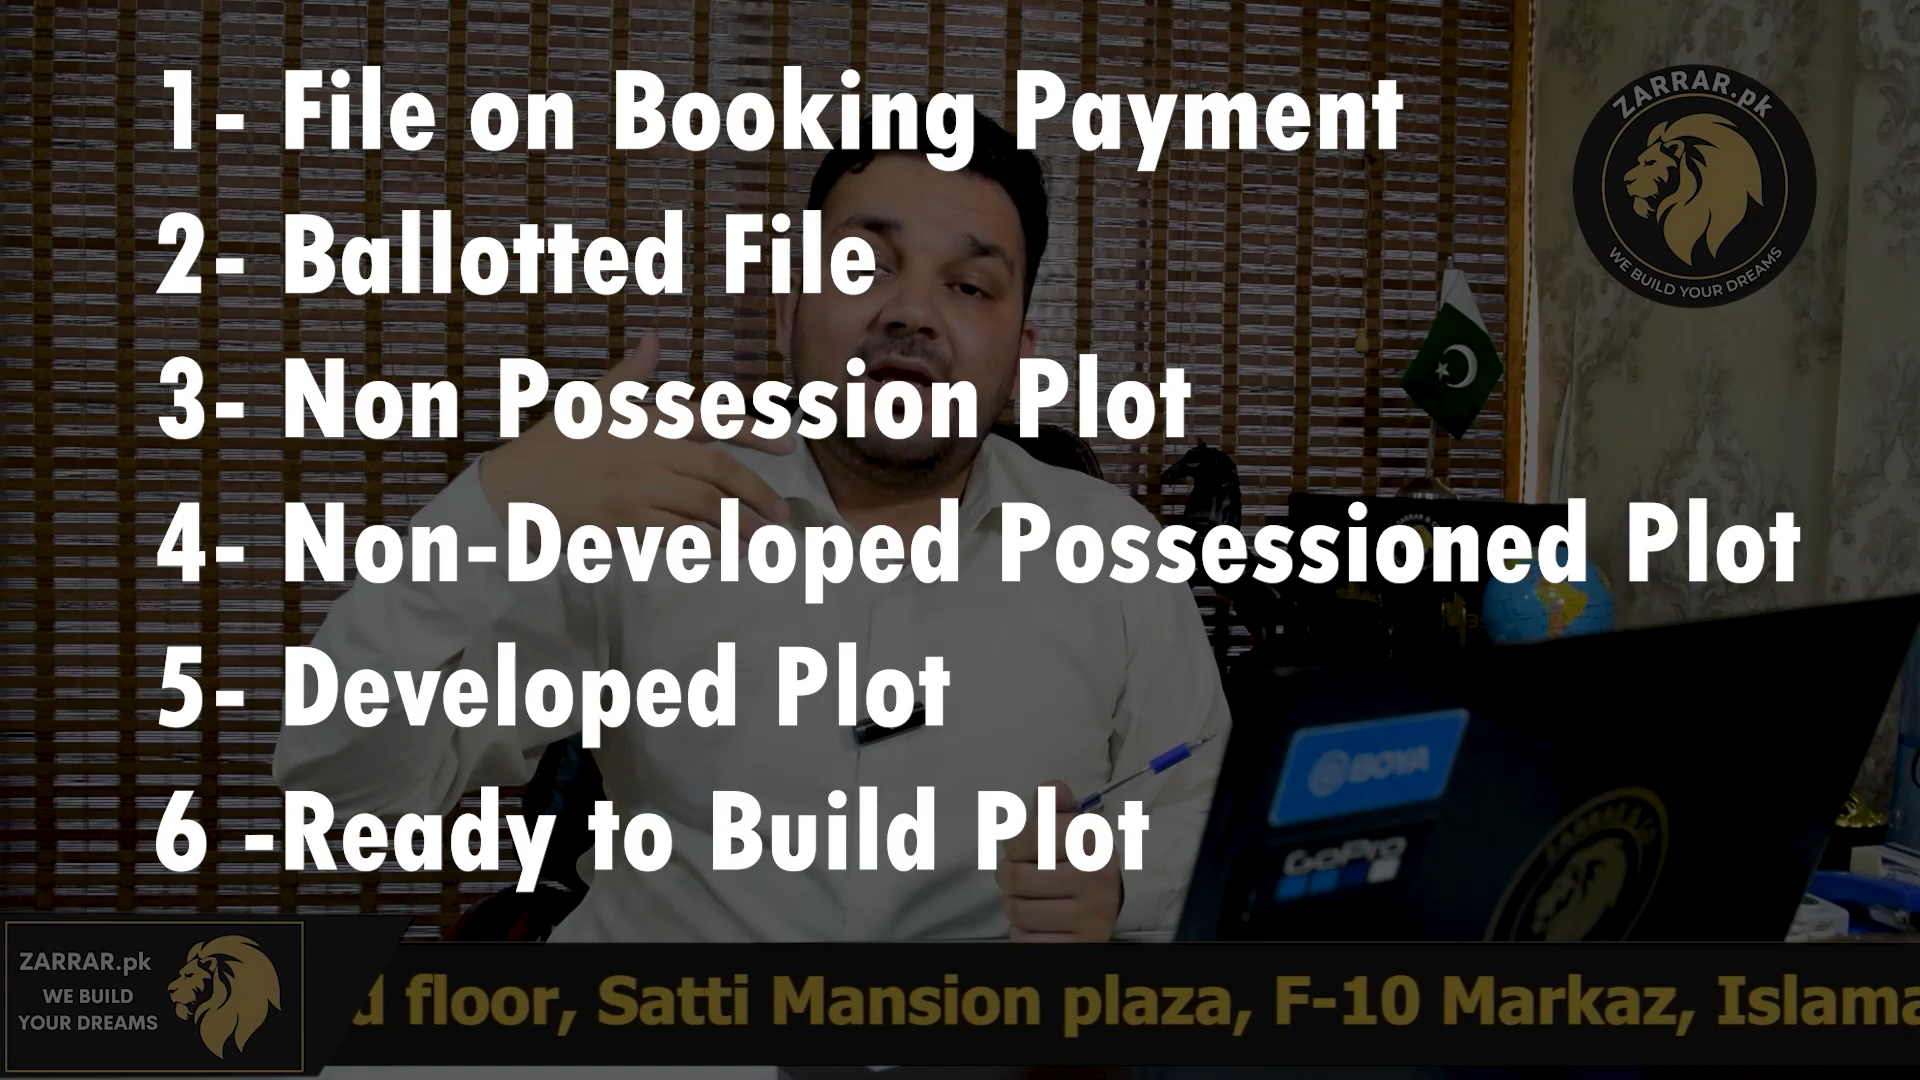 1- File on Booking Payment
ZARRAR.pk
WE BUILD YOUR DREAMS
2- Ballotted File
3- Non Possession Plot
4- Non-Developed Possessioned Plot
5- Developed Plot
BOYA
6 -Ready to Build Plot
GoPro
ZARRAR.pk
WE BUILD
YOUR DREAMS
floor, Satti Mansion plaza, F-10 Markaz,